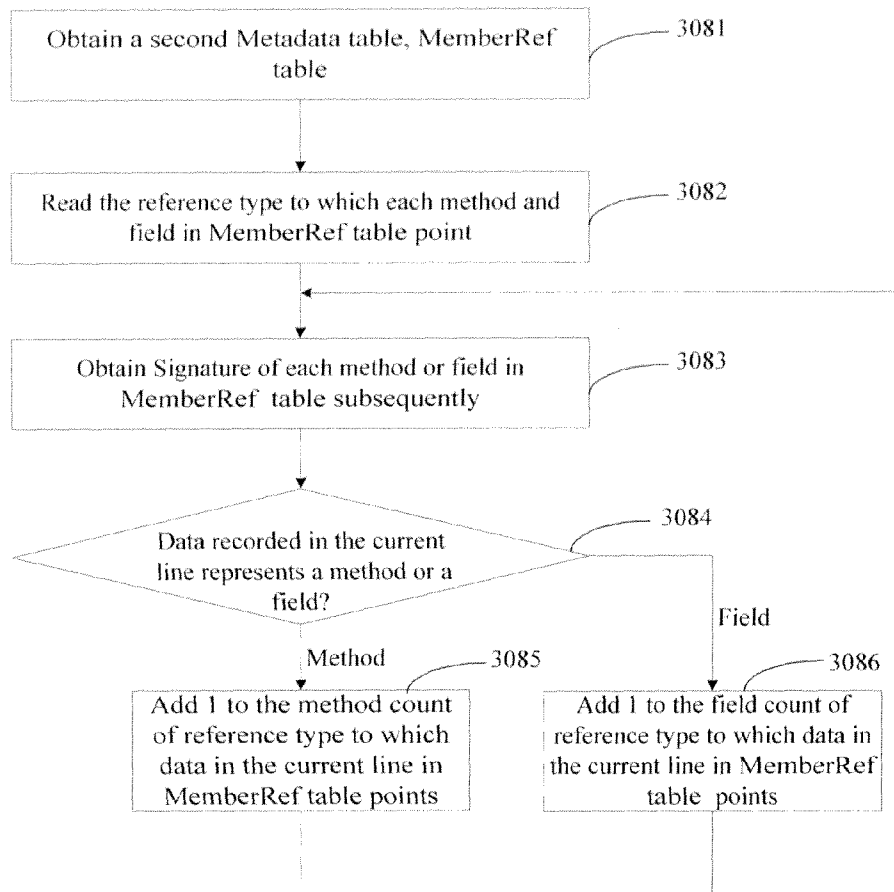 Obtain a second Metadata table, MemberRef
table
3081
Read the reference type to which each method and
field in MemberRef table point
3082
Obtain Signature of each method or field in
MemberRef table subsequently
3083
Data recorded in the current
line represents a method or a
field?
3084
Method
Field
3085
Add 1 to the method count
of reference type to which
data in the current line in
MemberRef table points
3086
Add 1 to the field count of
reference type to which data in
the current line in MemberRef
table points